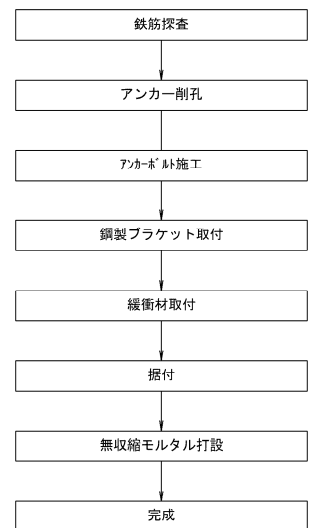 鉄筋探査
アンカー削孔
ｱﾝｶｰﾎﾞﾙﾄ施工
鋼製ブラケット取付
緩衝材取付
据付
無収縮モルタル打設
完成